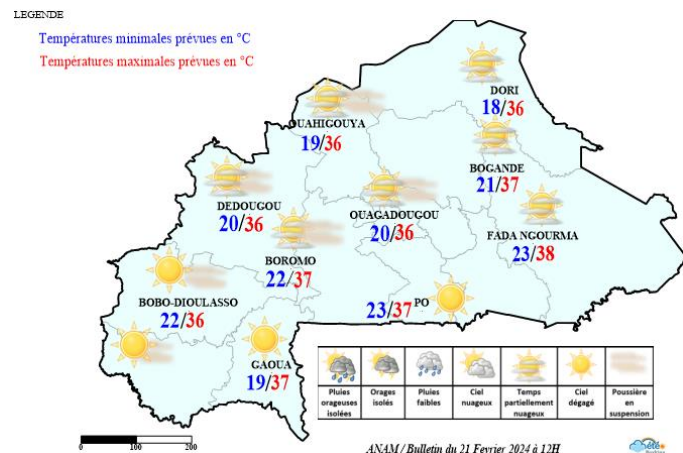 LEGENDE
Températures minimales prévues en °C
Températures maximales prévues en °C
DORI
18/36
OUAHIGOUYA
19/36
BOGANDE
21/37
DEDOUGOU
20/36
OUAGADOUGOU
20/36
FADA NGOURMA
23/38
BOROMO
22/37
BOBO-DIOULASSO
22/36
23/37 PO
GAOUA
19/37
Pluies orageuses isolées
Orages isolés
Pluies faibles
Ciel nuageux
Temps partiellement nuageux
Ciel dégagé
Poussière en suspension
0 100 200
ANAM / Bulletin du 21 Fevrier 2024 à 12H